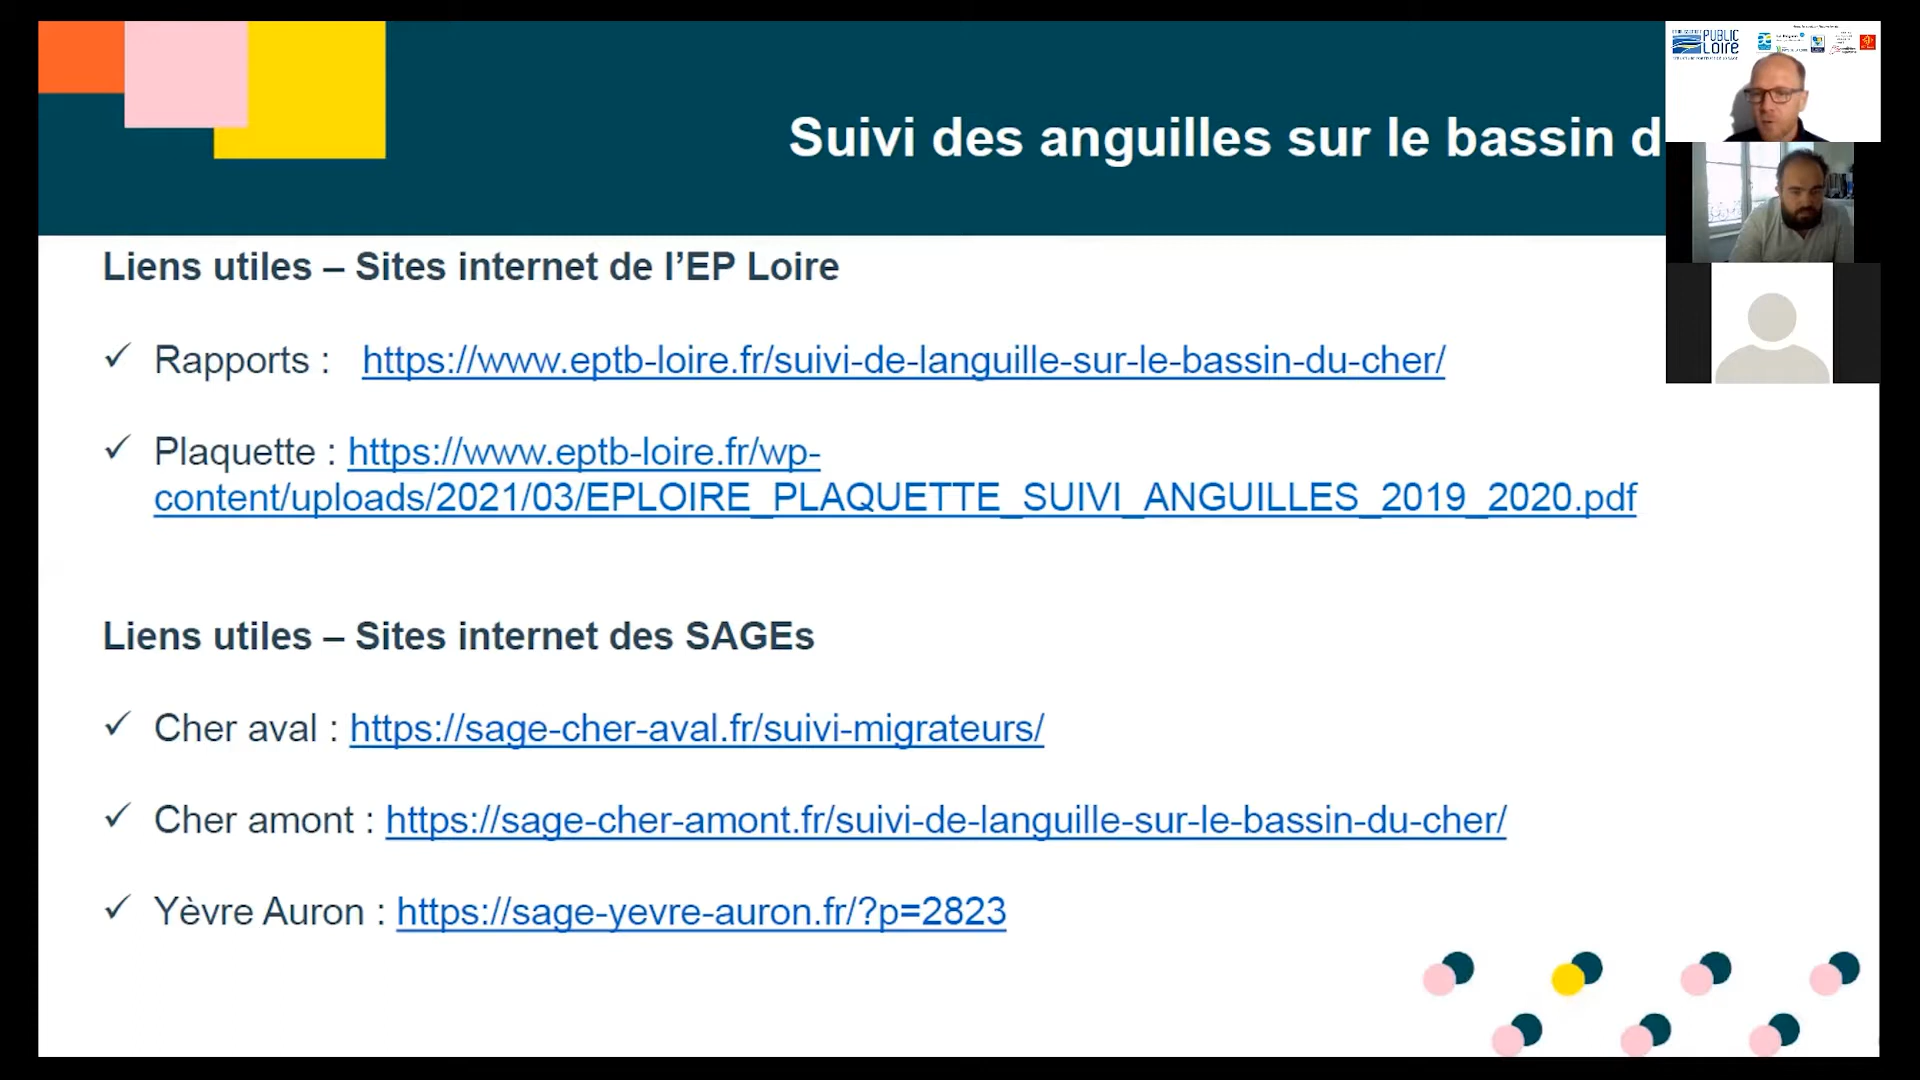 Suivi des anguilles sur le bassin d
PUBLIC
LOIRE
Liens utiles – Sites internet de l’EP Loire
✓ Rapports : https://www.eptb-loire.fr/suivi-de-languille-sur-le-bassin-du-cher/
✓ Plaquette : https://www.eptb-loire.fr/wp-
content/uploads/2021/03/EPLOIRE_PLAQUETTE_SUIVI_ANGUILLES_2019_2020.pdf
Liens utiles – Sites internet des SAGEs
✓ Cher aval : https://sage-cher-aval.fr/suivi-migrateurs/
✓ Cher amont : https://sage-cher-amont.fr/suivi-de-languille-sur-le-bassin-du-cher/
✓ Yèvre Auron : https://sage-yevre-auron.fr/?p=2823